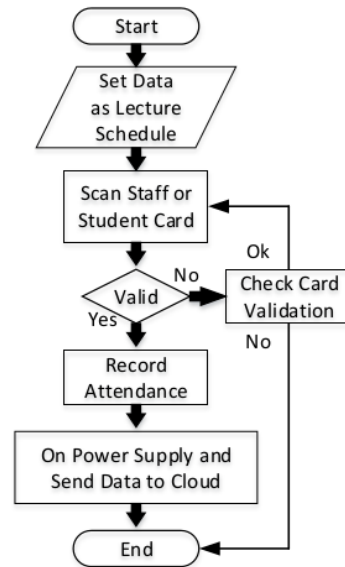 Start
Set Data
as Lecture
Schedule
Scan Staff or
Student Card
Ok
No
Valid
Check Card
Validation
Yes
No
Record
Attendance
On Power Supply and
Send Data to Cloud
End